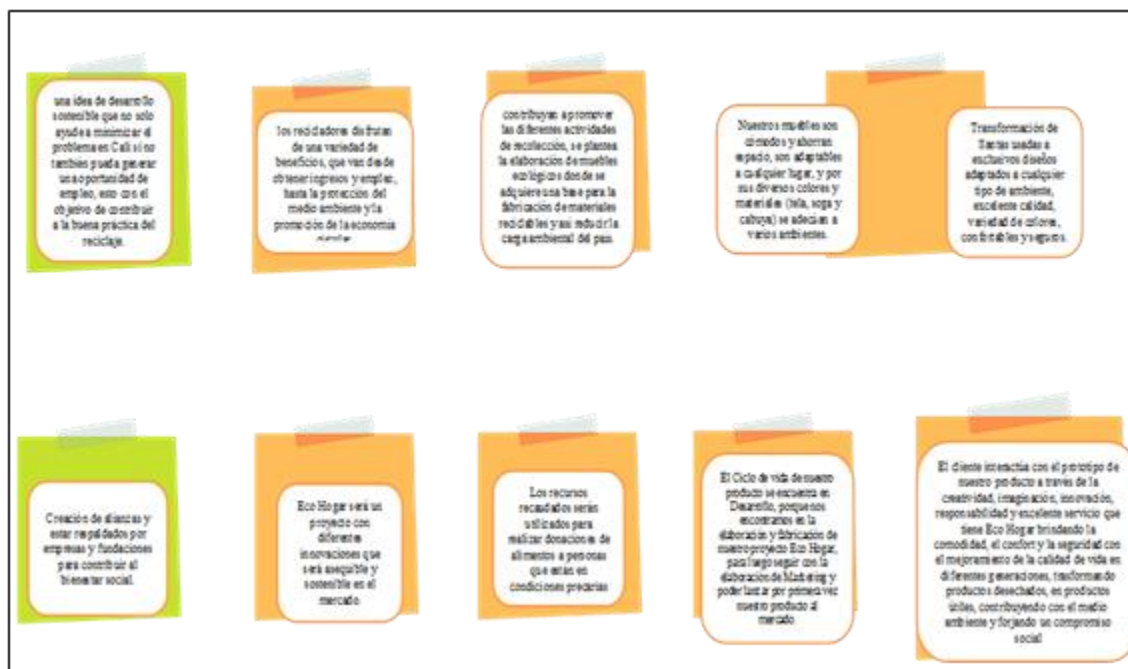 una idea de desarrollo
sostenible que no solo
ayude a minimizar el
problema en Cali si no
también pueda generar
una oportunidad de
empleo, esto con el
objetivo de contribuir
a la buena práctica del
reciclaje.
los recicladores disfrutan
de una variedad de
beneficios, que van desde
obtener ingresos y empleo,
hasta la protección del
medio ambiente y la
promoción de la economía
contribuyan a promover
las diferentes actividades
de recolección, se plantea
la elaboración de muebles
ecológicos donde se
adquiere una base para la
fabricación de materiales
reciclables y así reducir la
carga ambiental del país.
Nuestros muebles son
cómodos y ahorran
espacio, son adaptables
a cualquier lugar, y por
sus diversos colores y
materiales (tela, soga y
cabuya) se adecúan a
varios ambientes.
Transformación de
llantas usadas a
exclusivos diseños
adaptados a cualquier
tipo de ambiente,
excelente calidad,
variedad de colores,
confortables y seguros.
Creación de alianzas y
estar respaldados por
empresas y fundaciones
para contribuir al
bienestar social.
Eco Hogar será un
proyecto con
diferentes
innovaciones que
será asequible y
sostenible en el
mercado.
Los recursos
recaudados serán
utilizados para
realizar donaciones de
alimentos a personas
que están en
condiciones precarias
El Ciclo de vida de nuestro
producto se encuentra en
Desarrollo, porque nos
encontramos en la
elaboración y fabricación de
nuestro proyecto Eco Hogar,
para luego seguir con la
elaboración de Marketing y
poder lanzar por primera vez
nuestro producto al
mercado.
El cliente interactúa con el prototipo de
nuestro producto a través de la
creatividad, imaginación, innovación,
responsabilidad y excelente servicio que
tiene Eco Hogar brindando la
comodidad, el confort y la seguridad con
el mejoramiento de la calidad de vida en
diferentes generaciones, trasformando
productos desechados, en productos
útiles, contribuyendo con el medio
ambiente y forjando un compromiso
social